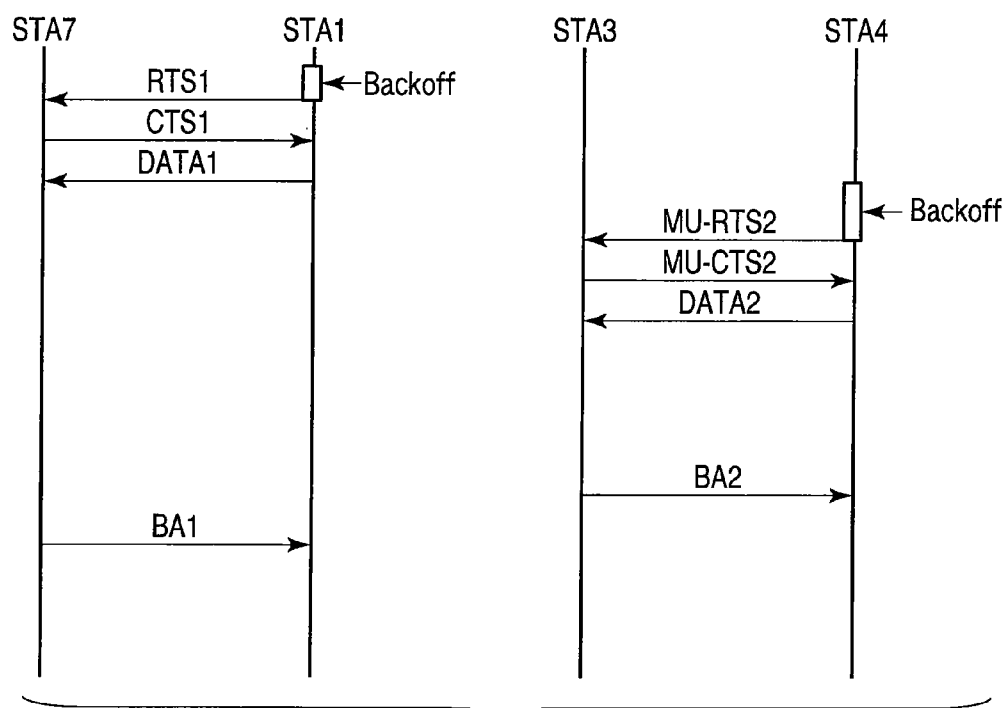 STA7 STA1 STA3 STA4
RTS1
Backoff
CTS1
DATA1
MU-RTS2
Backoff
MU-CTS2
DATA2
BA2
BA1